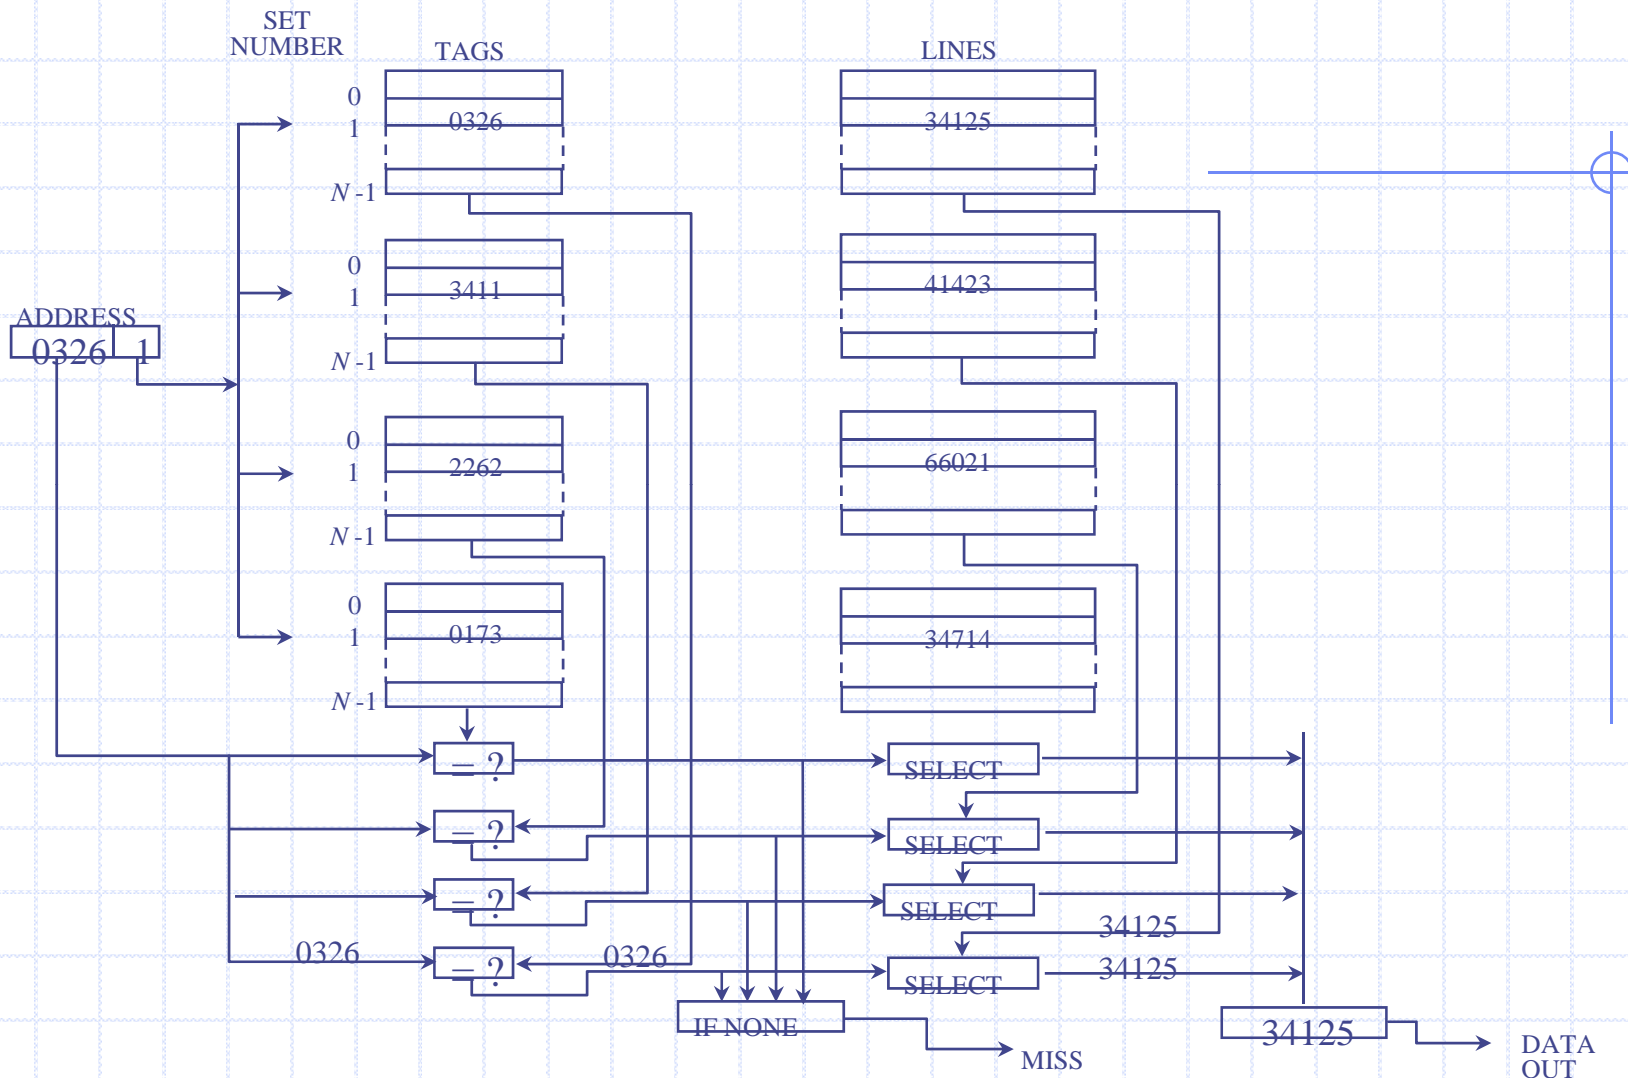 SET
NUMBER
TAGS
LINES
0
1
0326
34125
N -1
0
1
3411
41423
N -1
ADDRESS
0326 1
0
1
2262
66021
N -1
0
1
0173
34714
N -1
= ?
SELECT
= ?
SELECT
= ?
SELECT
34125
0326
= ?
0326
SELECT
34125
IF NONE
34125
MISS
DATA
OUT